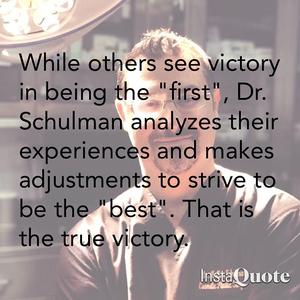 While others see victory
in being the "first", Dr.
Schulman analyzes their
experiences and makes
adjustments to strive to
be the "best". That is
the true victory.
InstaQuote